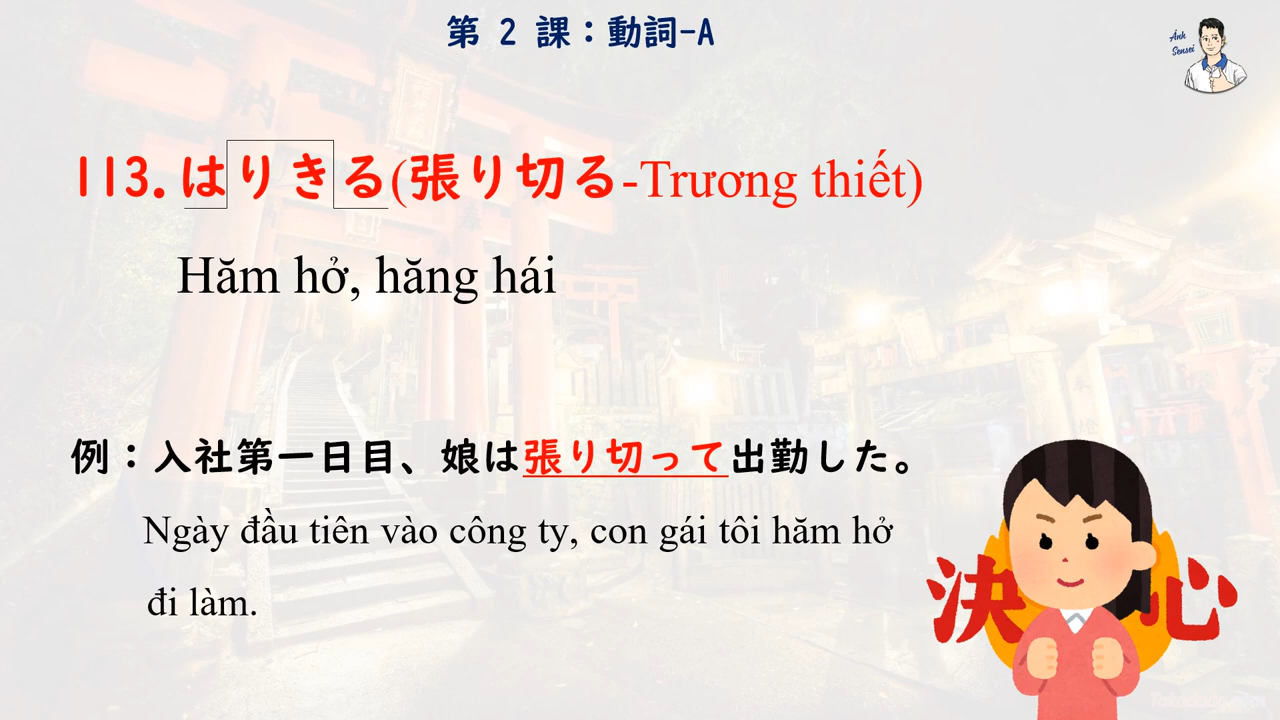 第 2 課：動詞-A
Ánh
Sensei
113.はりきる(張り切る-Trương thiết)
Hăm hở, hăng hái
例：入社第一日目、娘は張り切って出勤した。
Ngày đầu tiên vào công ty, con gái tôi hăm hở
đi làm.
決心